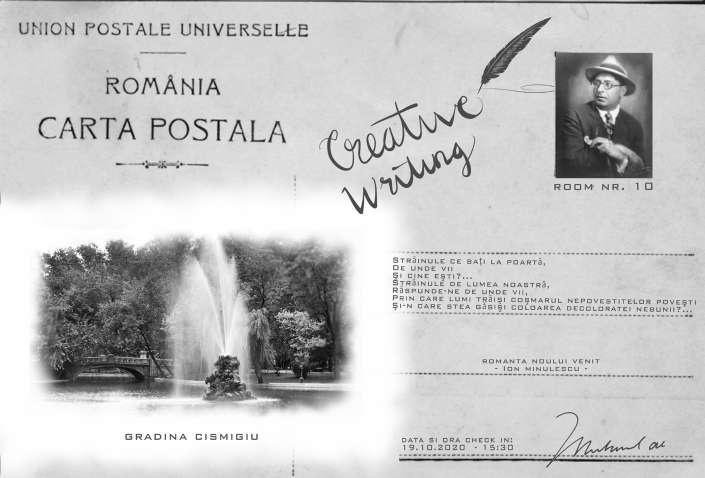 UNION POSTALE UNIVERSELLE
ROMÂNIA
CARTA POSTALA
Creative
Writing
ROOM NR. 10
STRĂINULE CE BAȚI LA POARTĂ,
DE UNDE VII
ȘI CINE EȘTI?...
STRĂINULE DE LUMEA NOASTRĂ,
RĂSPUNDE-NE DE UNDE VII,
PRIN CARE LUMI TRĂIȘI COȘMARUL NEPOVESTITELOR POVEȘTI
ȘI-N CARE STEA GĂSIȘI COLOAREA DECOLORATEI NEBUNII?...
ROMANTA NOULUI VENIT
- ION MINULESCU -
GRADINA CISMIGIU
DATA SI ORA CHECK IN:
19.10.2020 - 15:30